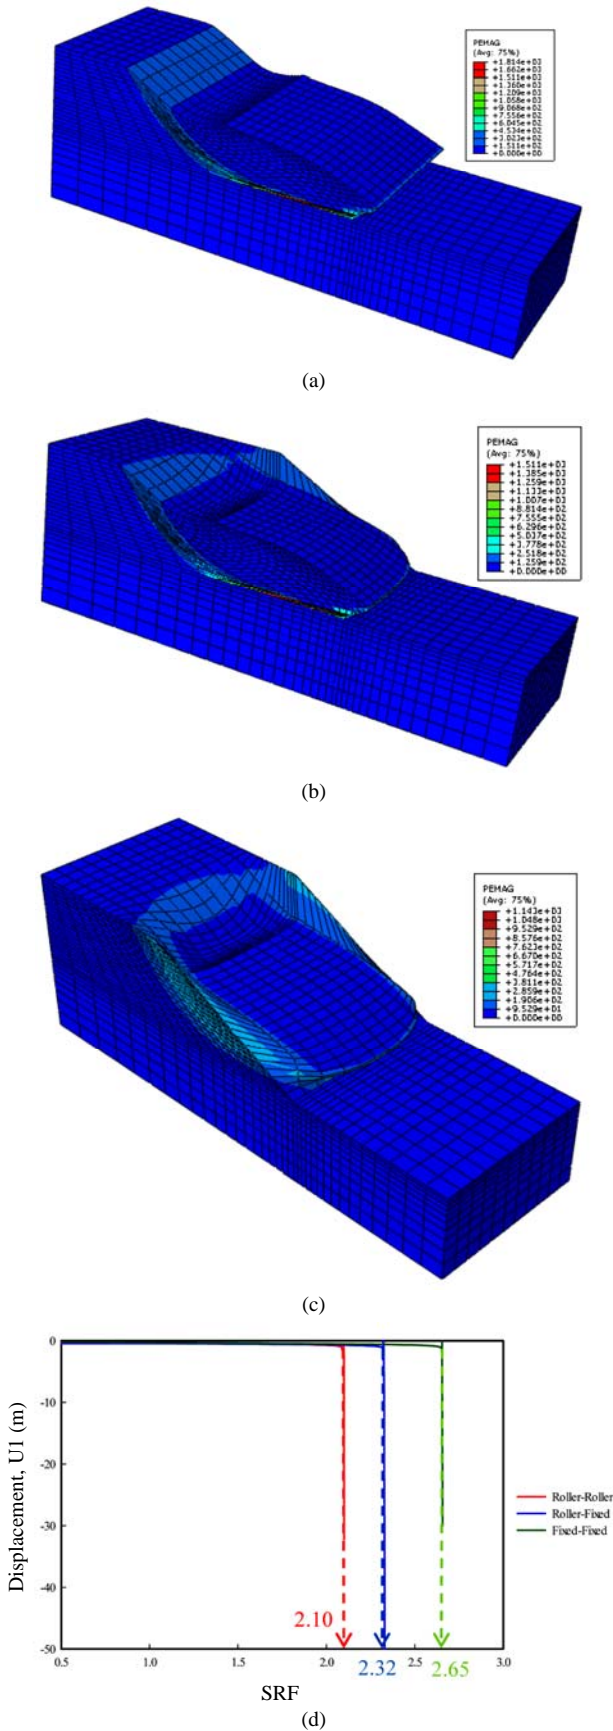 PEMAG
(Avg: 75%)
+1.814e+03
+1.662e+03
+1.511e+03
+1.360e+03
+1.209e+03
+1.058e+03
+9.068e+02
+7.556e+02
+6.045e+02
+4.534e+02
+3.023e+02
+1.511e+02
+0.000e+00
(a)
PEMAG
(Avg: 75%)
+1.511e+03
+1.385e+03
+1.259e+03
+1.133e+03
+1.007e+03
+8.814e+02
+7.555e+02
+6.296e+02
+5.037e+02
+3.778e+02
+2.518e+02
+1.259e+02
+0.000e+00
(b)
PEMAG
(Avg: 75%)
+1.143e+03
+1.048e+03
+9.529e+02
+8.576e+02
+7.623e+02
+6.670e+02
+5.717e+02
+4.764e+02
+3.811e+02
+2.859e+02
+1.906e+02
+9.529e+01
+0.000e+00
(c)
Displacement, U1 (m)
0
-10
-20
-30
-40
-50
Roller-Roller
Roller-Fixed
Fixed-Fixed
2.10
2.32
2.65
0.5
1.0
1.5
2.0
2.5
3.0
SRF
(d)